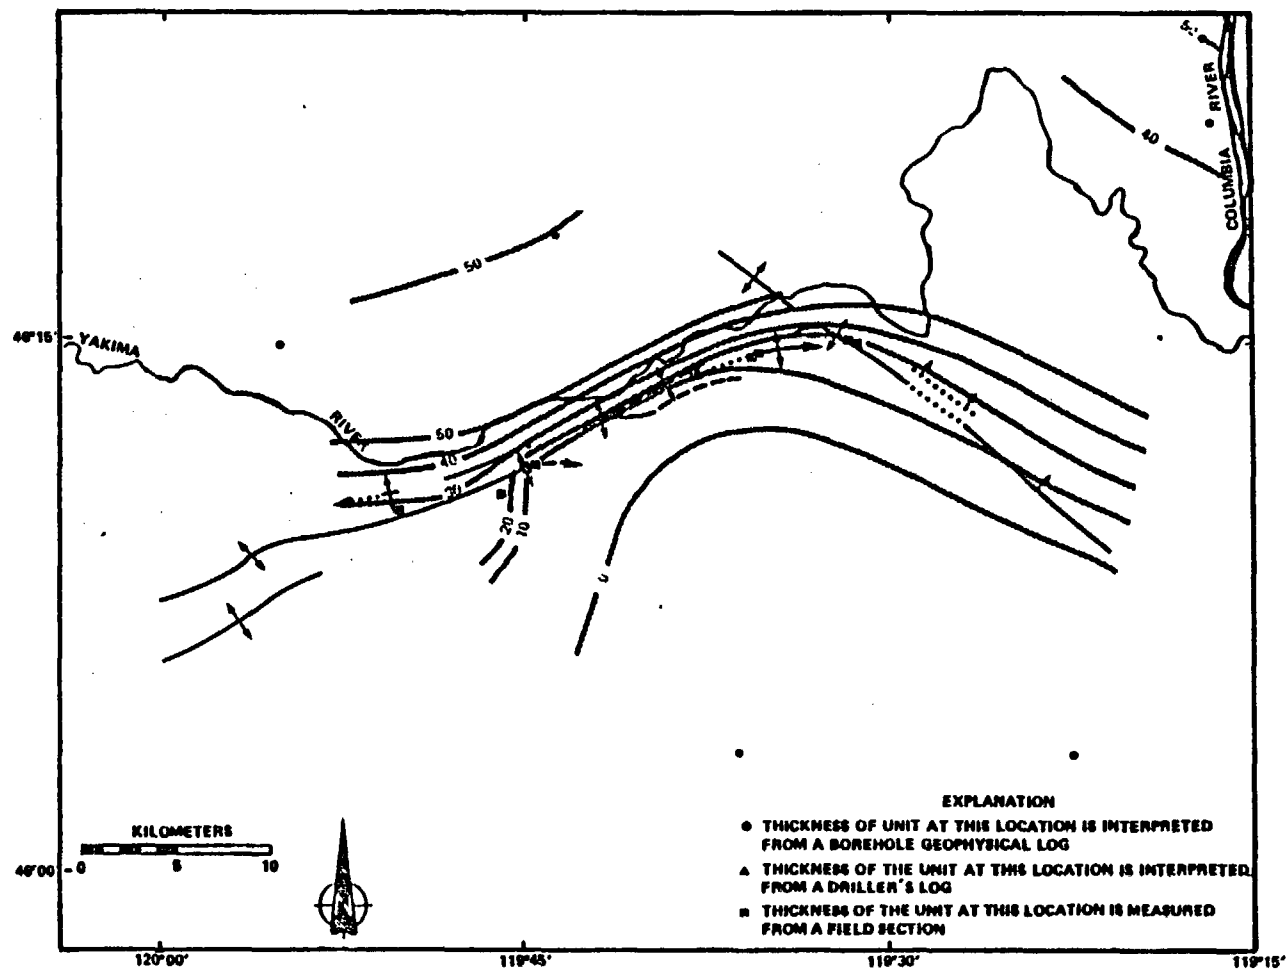 RIVER
40
COLUMBIA
50
46°15'
YAKIMA
RIVER
50
40
30
20
10
0
EXPLANATION
THICKNESS OF UNIT AT THIS LOCATION IS INTERPRETED
FROM A BOREHOLE GEOPHYSICAL LOG
THICKNESS OF THE UNIT AT THIS LOCATION IS INTERPRETED
FROM A DRILLER'S LOG
THICKNESS OF THE UNIT AT THIS LOCATION IS MEASURED
FROM A FIELD SECTION
KILOMETERS
0 5 10
46°00'
120°00' 119°45' 119°30' 119°15'